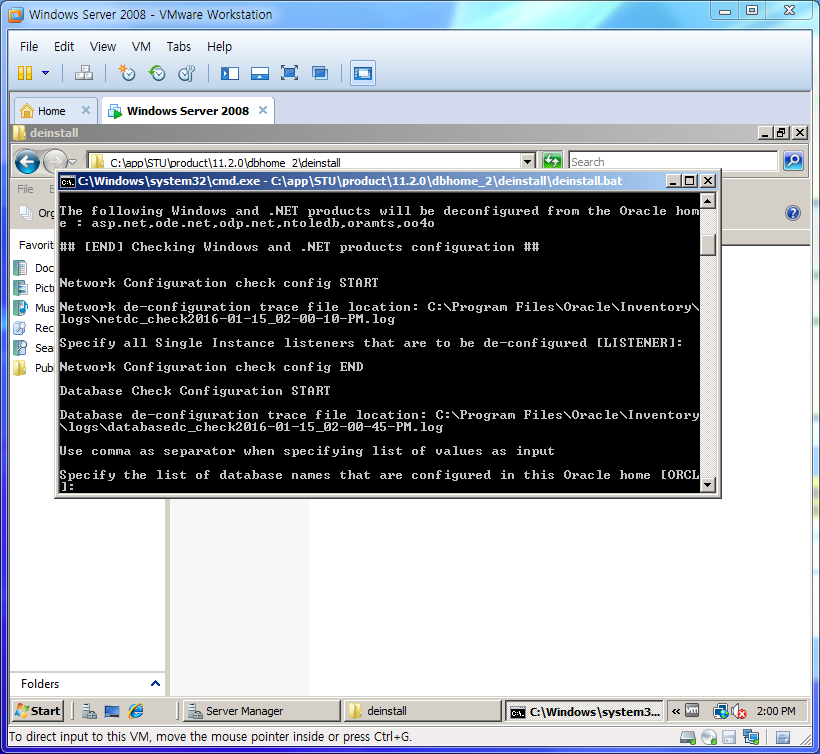 Windows Server 2008 - VMware Workstation
File Edit View VM Tabs Help
Home
Windows Server 2008
deinstall
C:\app\STU\product\11.2.0\dbhome_2\deinstall
Search
File
C:\Windows\system32\cmd.exe - C:\app\STU\product\11.2.0\dbhome_2\deinstall\deinstall.bat
Org
Favorit
Doc
Pict
Mus
Rec
Sea
Pub
The following Windows and .NET products will be deconfigured from the Oracle hom
e : asp.net,ode.net,odp.net,ntoledb,oramts,oo4o
## [END] Checking Windows and .NET products configuration ##
Network Configuration check config START
Network de-configuration trace file location: C:\Program Files\Oracle\Inventory\
logs\netdc_check2016-01-15_02-00-10-PM.log
Specify all Single Instance listeners that are to be de-configured [LISTENER]:
Network Configuration check config END
Database Check Configuration START
Database de-configuration trace file location: C:\Program Files\Oracle\Inventory
\logs\databasedc_check2016-01-15_02-00-45-PM.log
Use comma as separator when specifying list of values as input
Specify the list of database names that are configured in this Oracle home [ORCL
]:
Folders
Start
Server Manager
deinstall
C:\Windows\system3...
2:00 PM
To direct input to this VM, move the mouse pointer inside or press Ctrl+G.